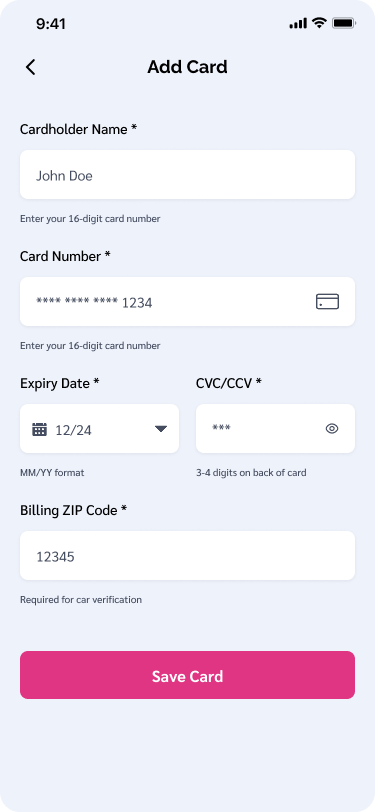 9:41
Add Card
Cardholder Name *
John Doe
Enter your 16-digit card number
Card Number *
**** **** **** 1234
Enter your 16-digit card number
Expiry Date * CVC/CCV *
12/24 ***
MM/YY format 3-4 digits on back of card
Billing ZIP Code *
12345
Required for car verification
Save Card